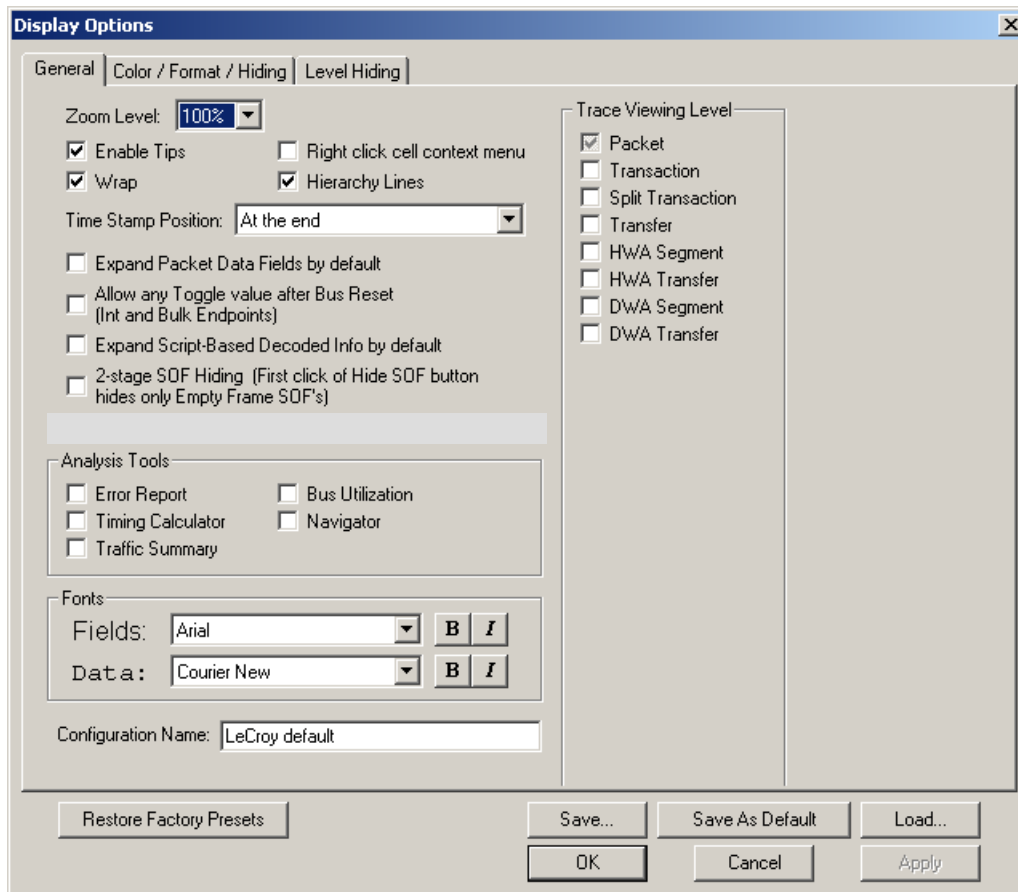 Display Options
General
Color / Format / Hiding
Level Hiding
Zoom Level: 100%
Enable Tips
Right click cell context menu
Wrap
Hierarchy Lines
Time Stamp Position: At the end
Expand Packet Data Fields by default
Allow any Toggle value after Bus Reset
(Int and Bulk Endpoints)
Expand Script-Based Decoded Info by default
2-stage SOF Hiding (First click of Hide SOF button
hides only Empty Frame SOF's)
Analysis Tools
Error Report
Bus Utilization
Timing Calculator
Navigator
Traffic Summary
Fonts
Fields: Arial B I
Data: Courier New B I
Configuration Name: LeCroy default
Trace Viewing Level
Packet
Transaction
Split Transaction
Transfer
HWA Segment
HWA Transfer
DWA Segment
DWA Transfer
Restore Factory Presets
Save...
Save As Default
Load...
OK
Cancel
Apply